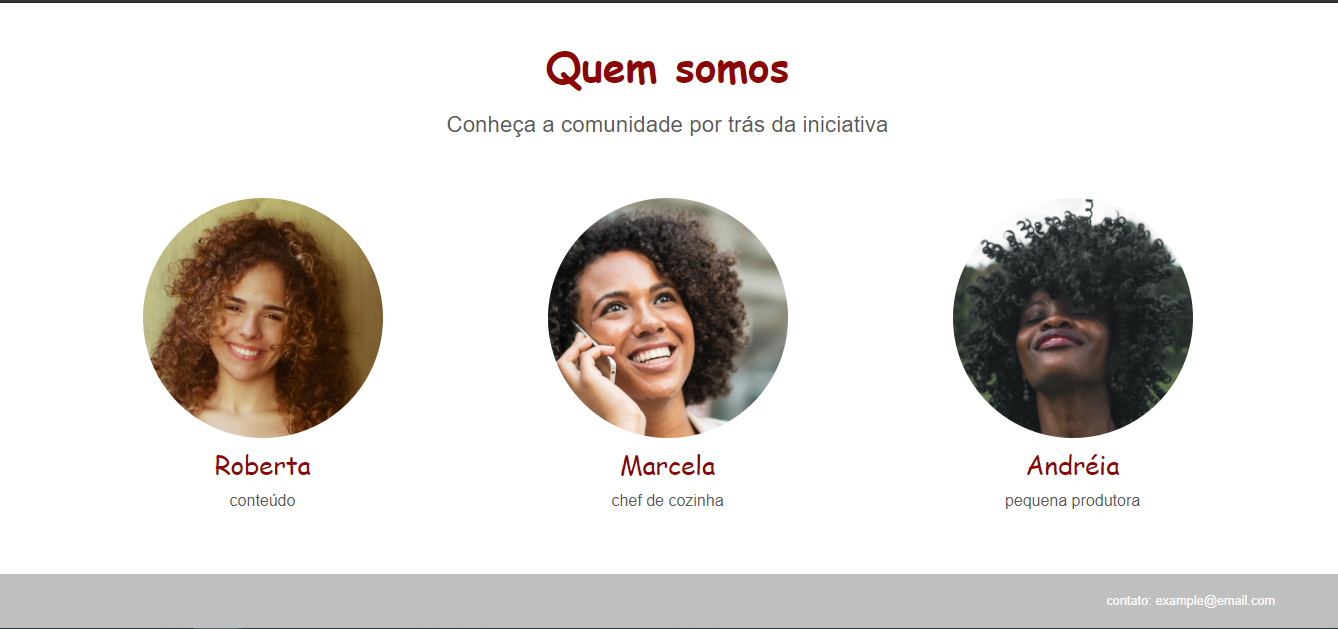 Quem somos
Conheça a comunidade por trás da iniciativa
Roberta
Marcela
Andréia
conteúdo
chef de cozinha
pequena produtora
contato: example@email.com